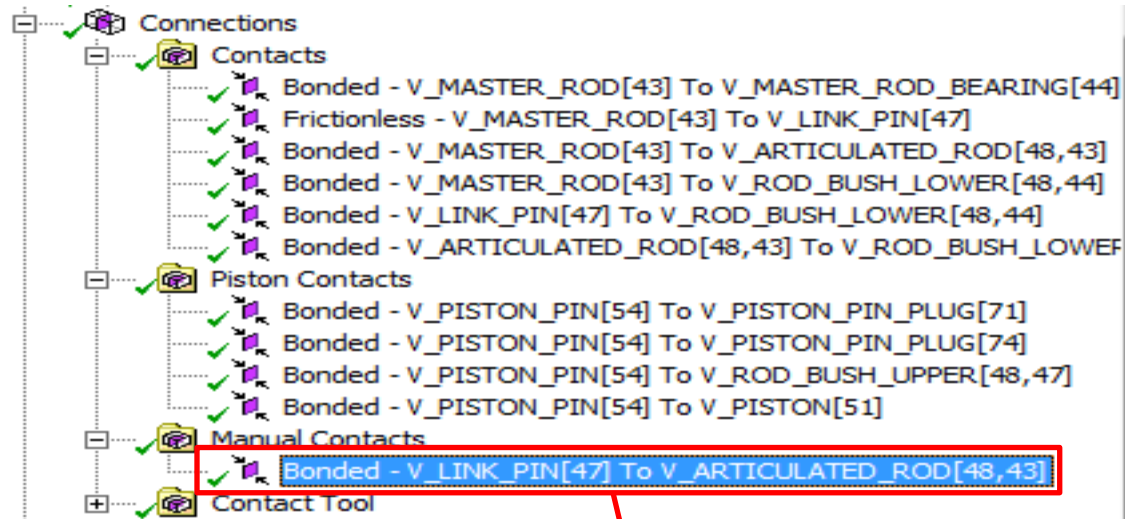 Connections
Contacts
Bonded - V_MASTER_ROD[43] To V_MASTER_ROD_BEARING[44]
Frictionless - V_MASTER_ROD[43] To V_LINK_PIN[47]
Bonded - V_MASTER_ROD[43] To V_ARTICULATED_ROD[48,43]
Bonded - V_MASTER_ROD[43] To V_ROD_BUSH_LOWER[48,44]
Bonded - V_LINK_PIN[47] To V_ROD_BUSH_LOWER[48,44]
Bonded - V_ARTICULATED_ROD[48,43] To V_ROD_BUSH_LOWER
Piston Contacts
Bonded - V_PISTON_PIN[54] To V_PISTON_PIN_PLUG[71]
Bonded - V_PISTON_PIN[54] To V_PISTON_PIN_PLUG[74]
Bonded - V_PISTON_PIN[54] To V_ROD_BUSH_UPPER[48,47]
Bonded - V_PISTON_PIN[54] To V_PISTON[51]
Manual Contacts
Bonded - V_LINK_PIN[47] To V_ARTICULATED_ROD[48,43]
Contact Tool